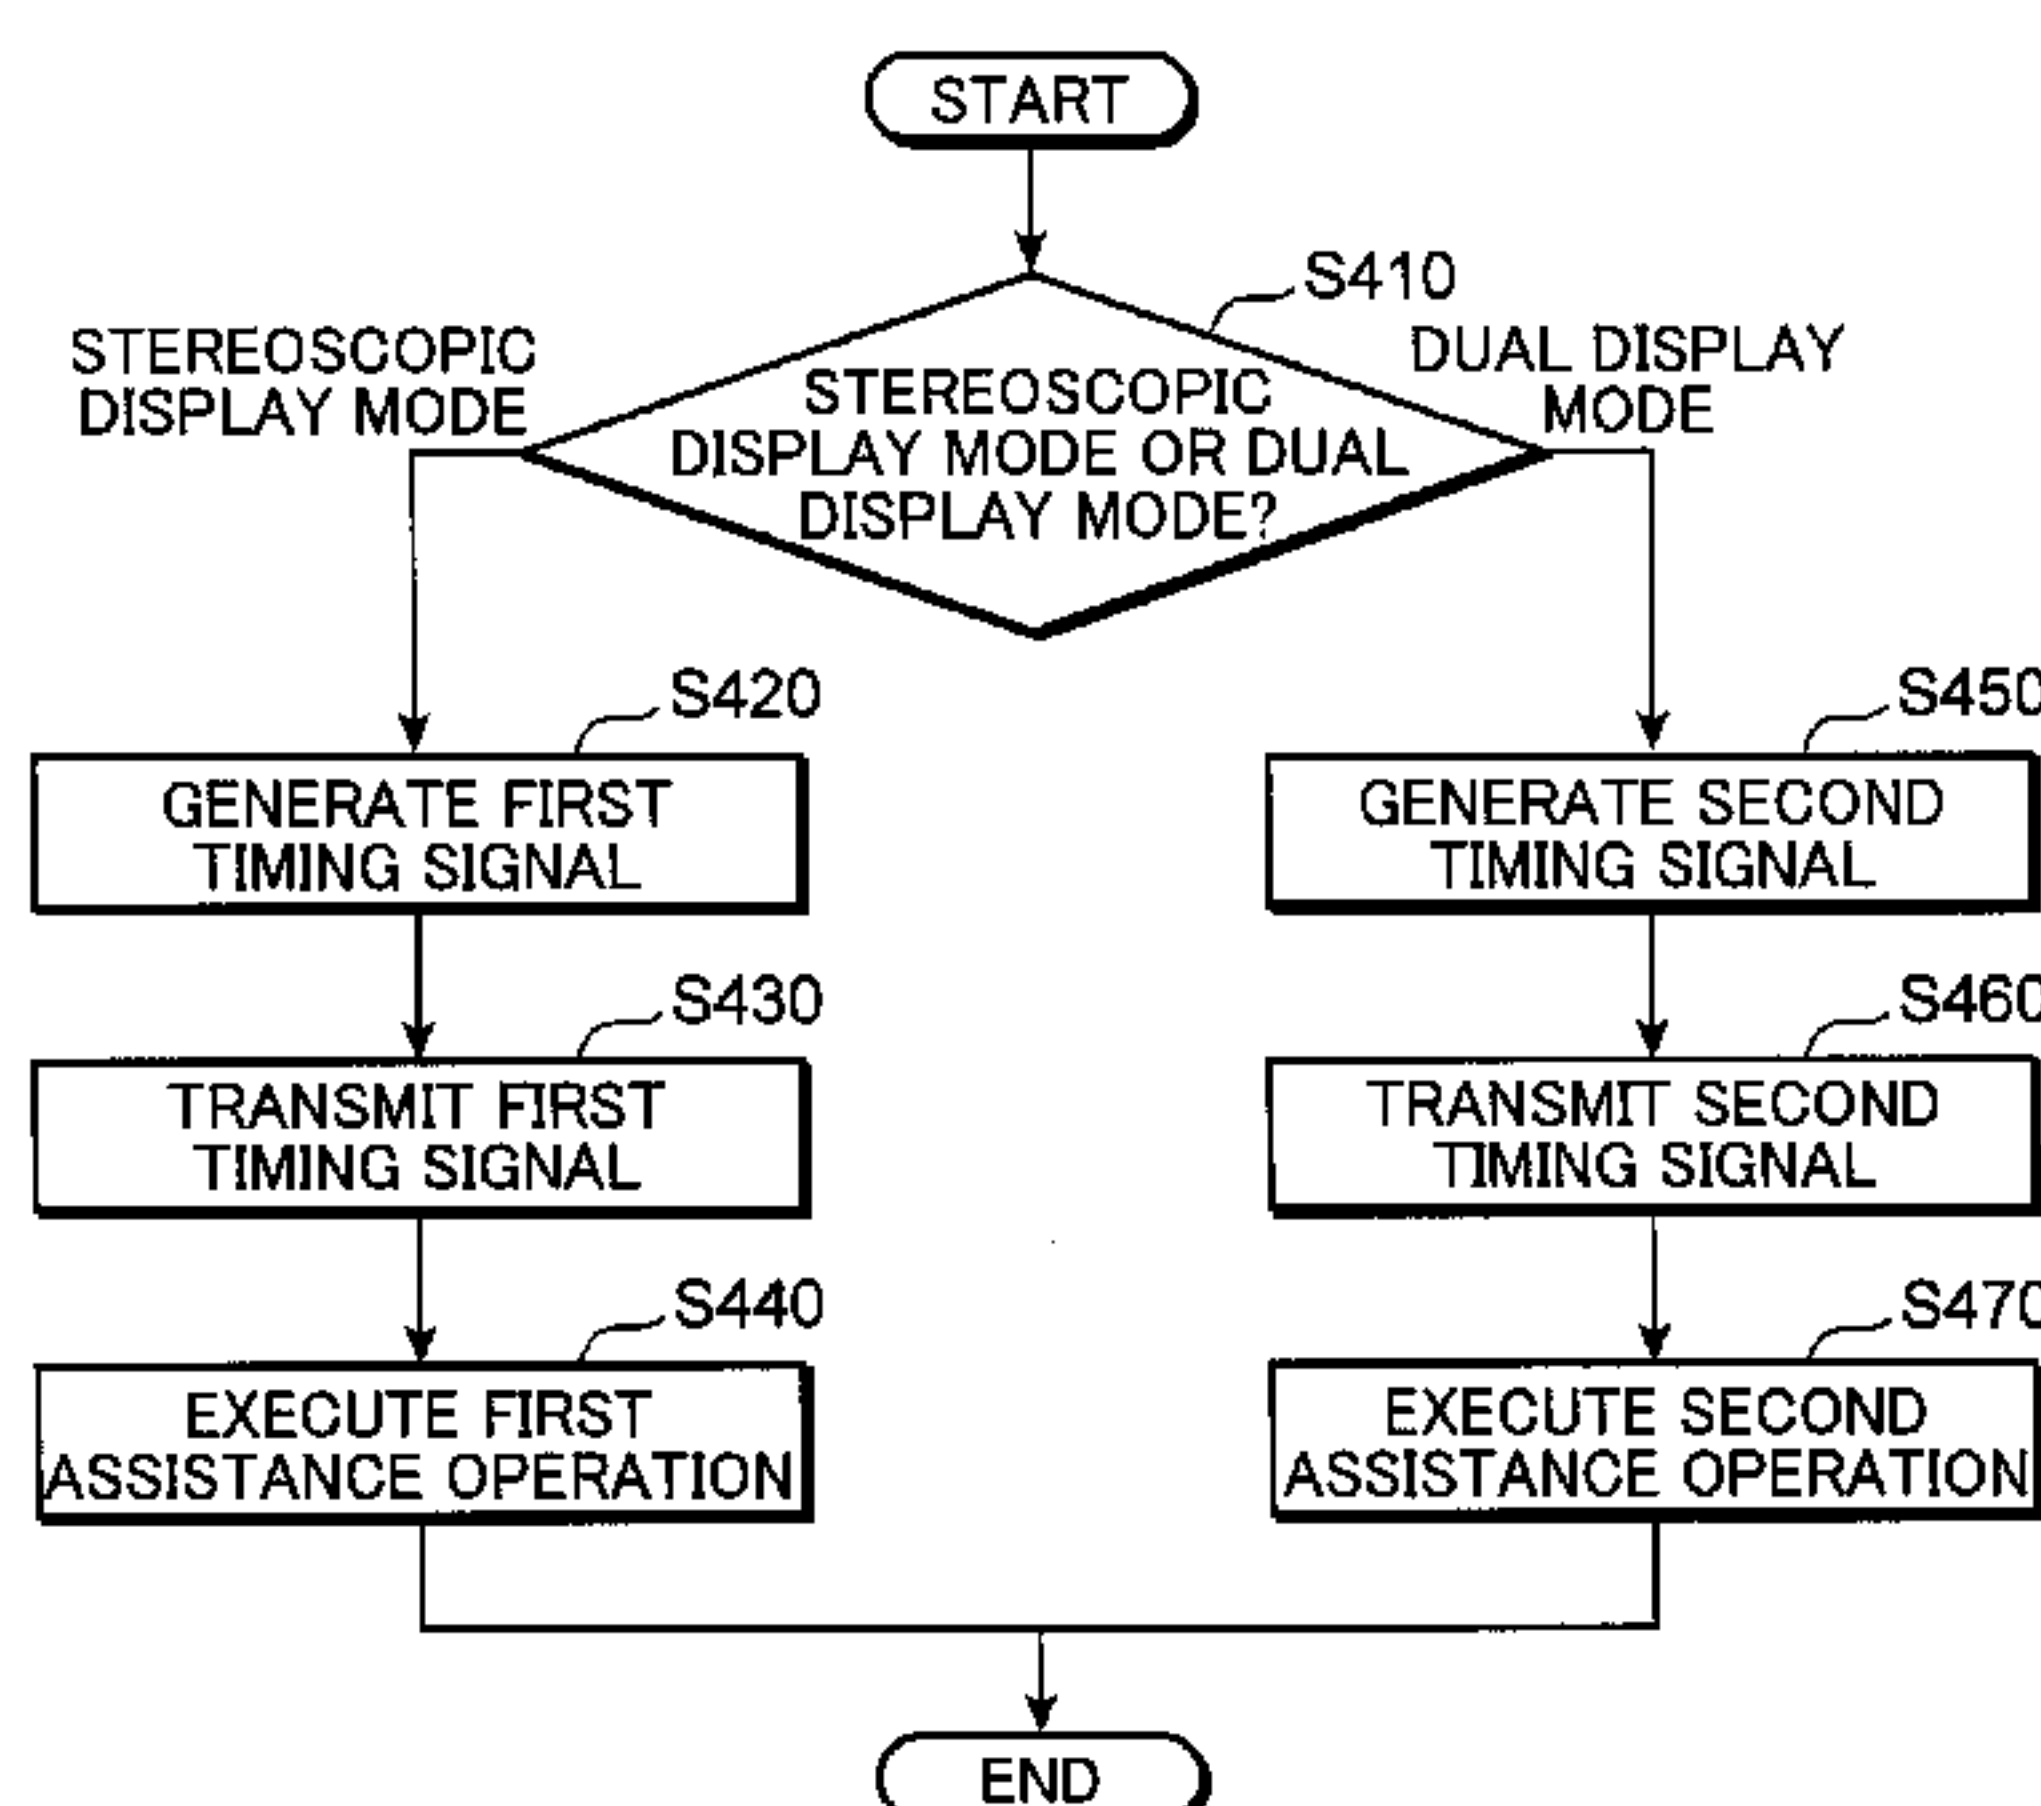 START
S410
STEREOSCOPIC
DISPLAY MODE
DUAL DISPLAY
MODE
STEREOSCOPIC
DISPLAY MODE OR DUAL
DISPLAY MODE?
S420
GENERATE FIRST
TIMING SIGNAL
S430
TRANSMIT FIRST
TIMING SIGNAL
S440
EXECUTE FIRST
ASSISTANCE OPERATION
S450
GENERATE SECOND
TIMING SIGNAL
S460
TRANSMIT SECOND
TIMING SIGNAL
S470
EXECUTE SECOND
ASSISTANCE OPERATION
END